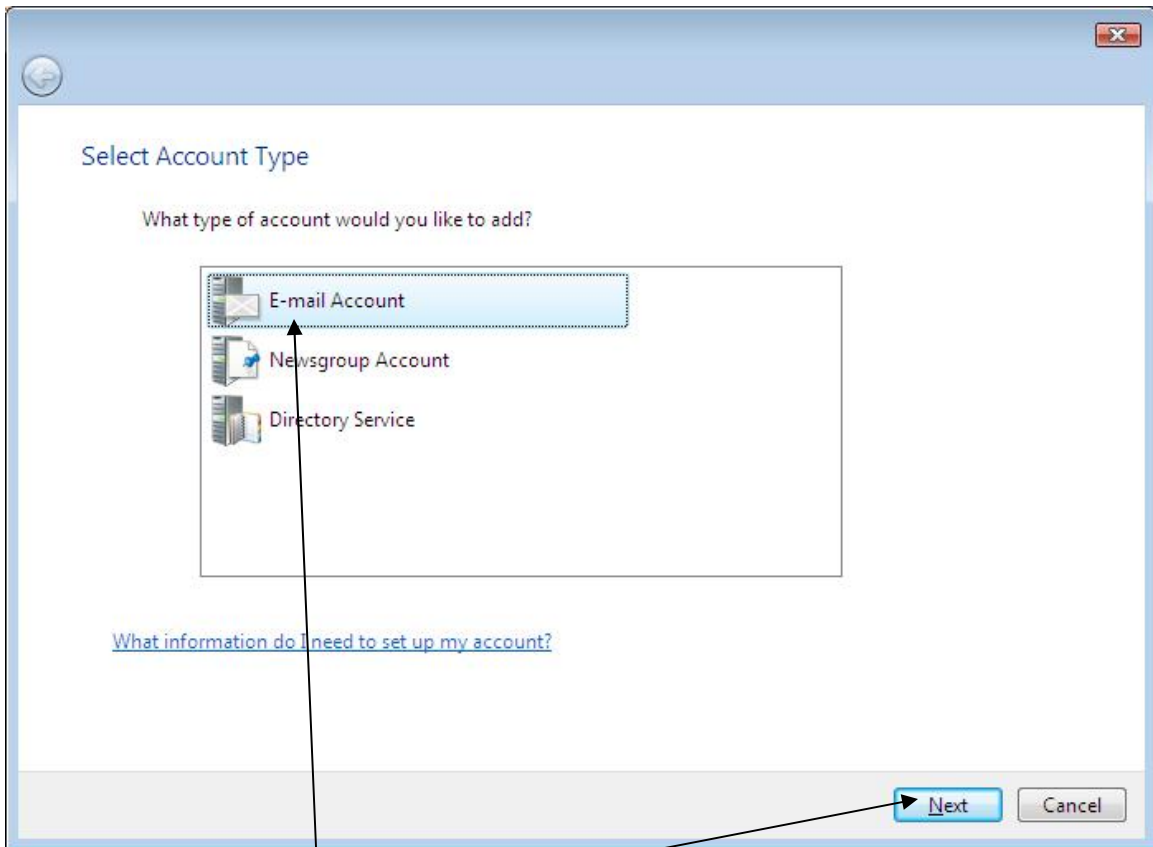 Select Account Type
What type of account would you like to add?
E-mail Account
Newsgroup Account
Directory Service
What information do I need to set up my account?
Next Cancel